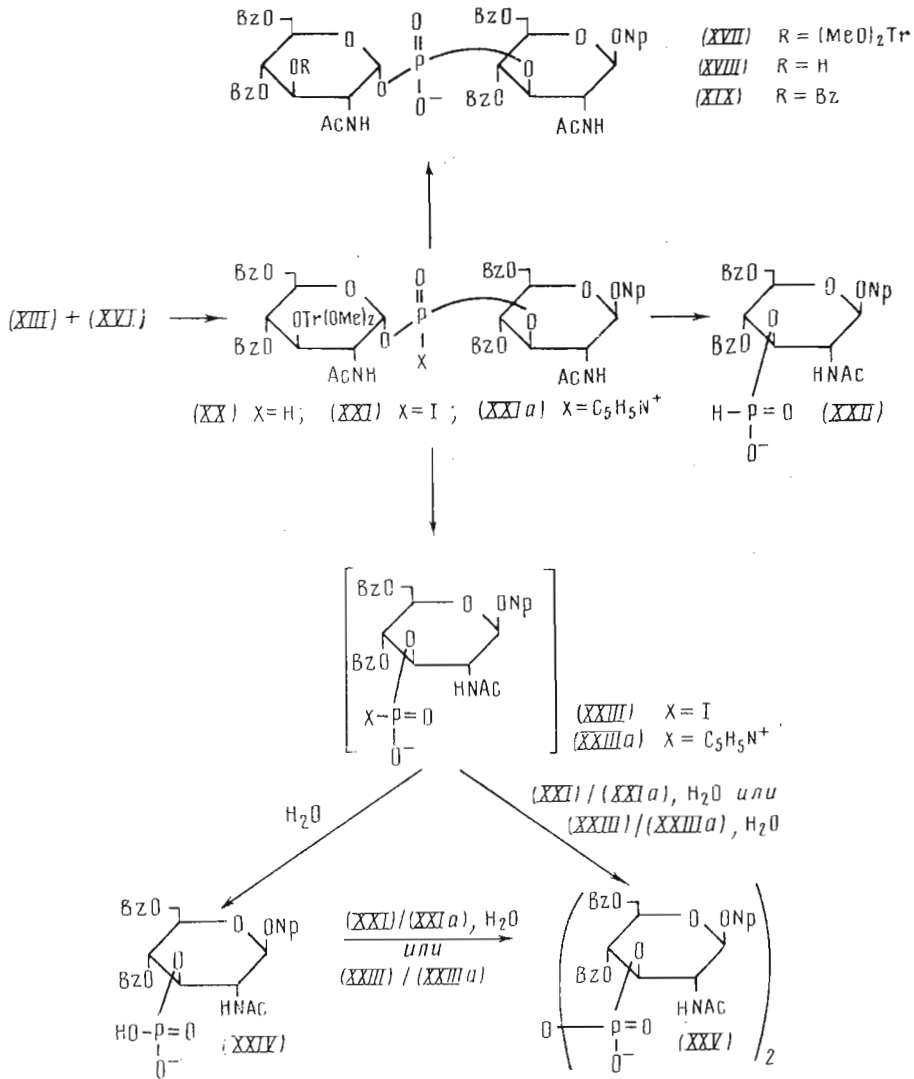 BzO O O BzO O ONp (XVII) R = (MeO)₂Tr
OR P (XVIII) R = H
BzO O O⁻ BzO O (XIX) R = Bz
AcNH AcNH
(XIII) + (XVI)
BzO O O BzO O ONp
OTr(OMe)₂ P
BzO O X BzO O
AcNH AcNH
(XX) X=H; (XXI) X=I; (XXIa) X=C₅H₅N⁺
BzO O ONp
O
BzO
HNAc
H-P=O (XXII)
O⁻
BzO O ONp
O
BzO
HNAc
X-P=O
O⁻
(XXIII) X = I
(XXIIIa) X = C₅H₅N⁺
H₂O
(XXI)/(XXIa), H₂O или
(XXIII)/(XXIIIa), H₂O
BzO O ONp
O
BzO
HNAc
HO-P=O (XXIV)
O⁻
(XXI)/(XXIa), H₂O
или
(XXIII)/(XXIIIa)
BzO O ONp
O
BzO
HNAc
O-P=O (XXV)
O⁻
2